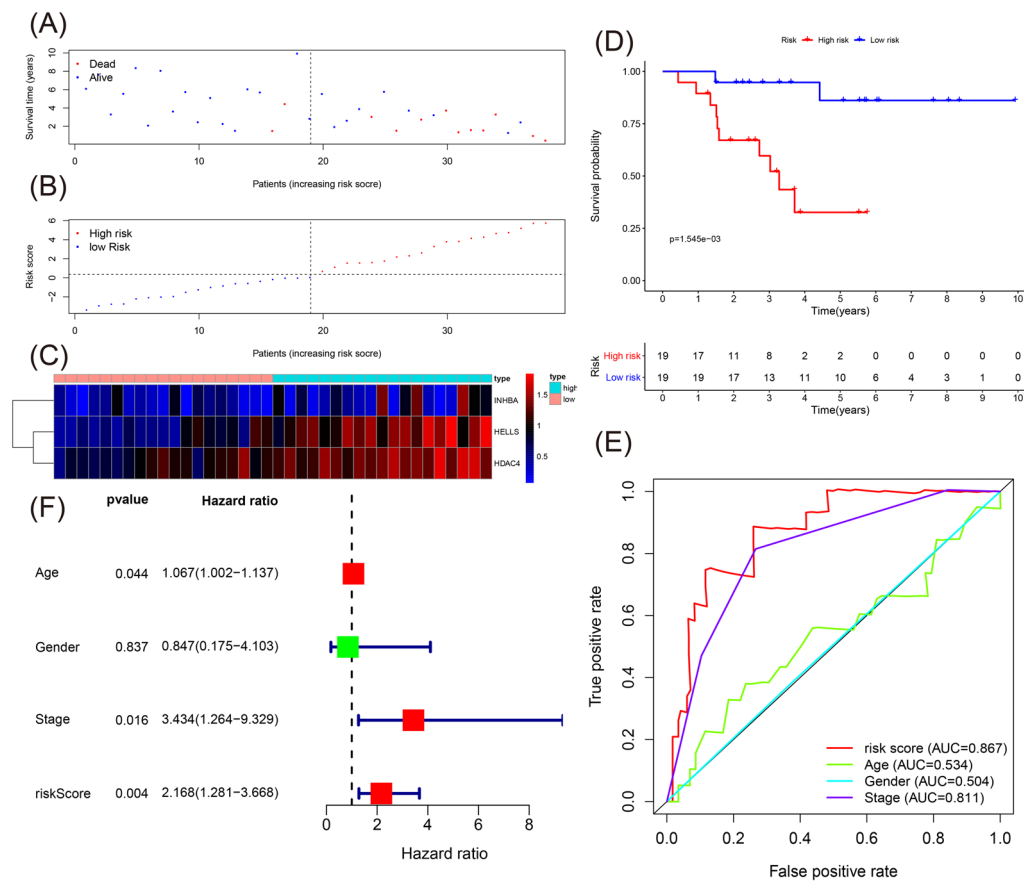 (A)
Dead
Alive
Survival time (years)
10
8
6
4
2
0
10
20
30
Patients (increasing risk socre)
(B)
High risk
low Risk
Risk score
6
4
2
0
−2
0
10
20
30
Patients (increasing risk socre)
(C)
type
INHBA
HELLS
HDAC4
1.5
1
0.5
type
high
low
(D)
Risk
High risk
Low risk
Survival probability
1.00
0.75
0.50
0.25
0.00
p=1.545e−03
0 1 2 3 4 5 6 7 8 9 10
Time(years)
Risk
High risk 19 17 11 8 2 2 0 0 0 0 0
Low risk 19 19 17 13 11 10 6 4 3 1 0
0 1 2 3 4 5 6 7 8 9 10
Time(years)
(E)
True positive rate
1.0
0.8
0.6
0.4
0.2
0.0
risk score (AUC=0.867)
Age (AUC=0.534)
Gender (AUC=0.504)
Stage (AUC=0.811)
0.0 0.2 0.4 0.6 0.8 1.0
False positive rate
(F)
pvalue Hazard ratio
Age 0.044 1.067(1.002−1.137)
Gender 0.837 0.847(0.175−4.103)
Stage 0.016 3.434(1.264−9.329)
riskScore 0.004 2.168(1.281−3.668)
0 2 4 6 8
Hazard ratio